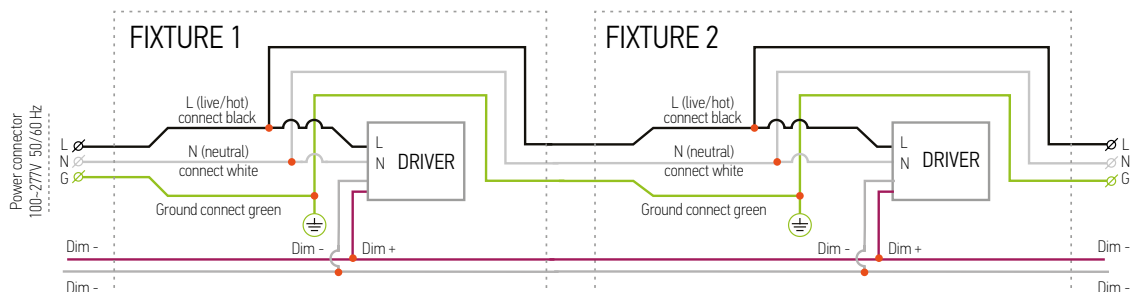 FIXTURE 1
FIXTURE 2
Power connector
100~277V 50/60 Hz
L
N
G
L (live/hot)
connect black
N (neutral)
connect white
Ground connect green
L
N
DRIVER
L (live/hot)
connect black
N (neutral)
connect white
Ground connect green
L
N
DRIVER
L
N
G
Dim -
Dim -
Dim +
Dim -
Dim +
Dim -
Dim -
Dim -